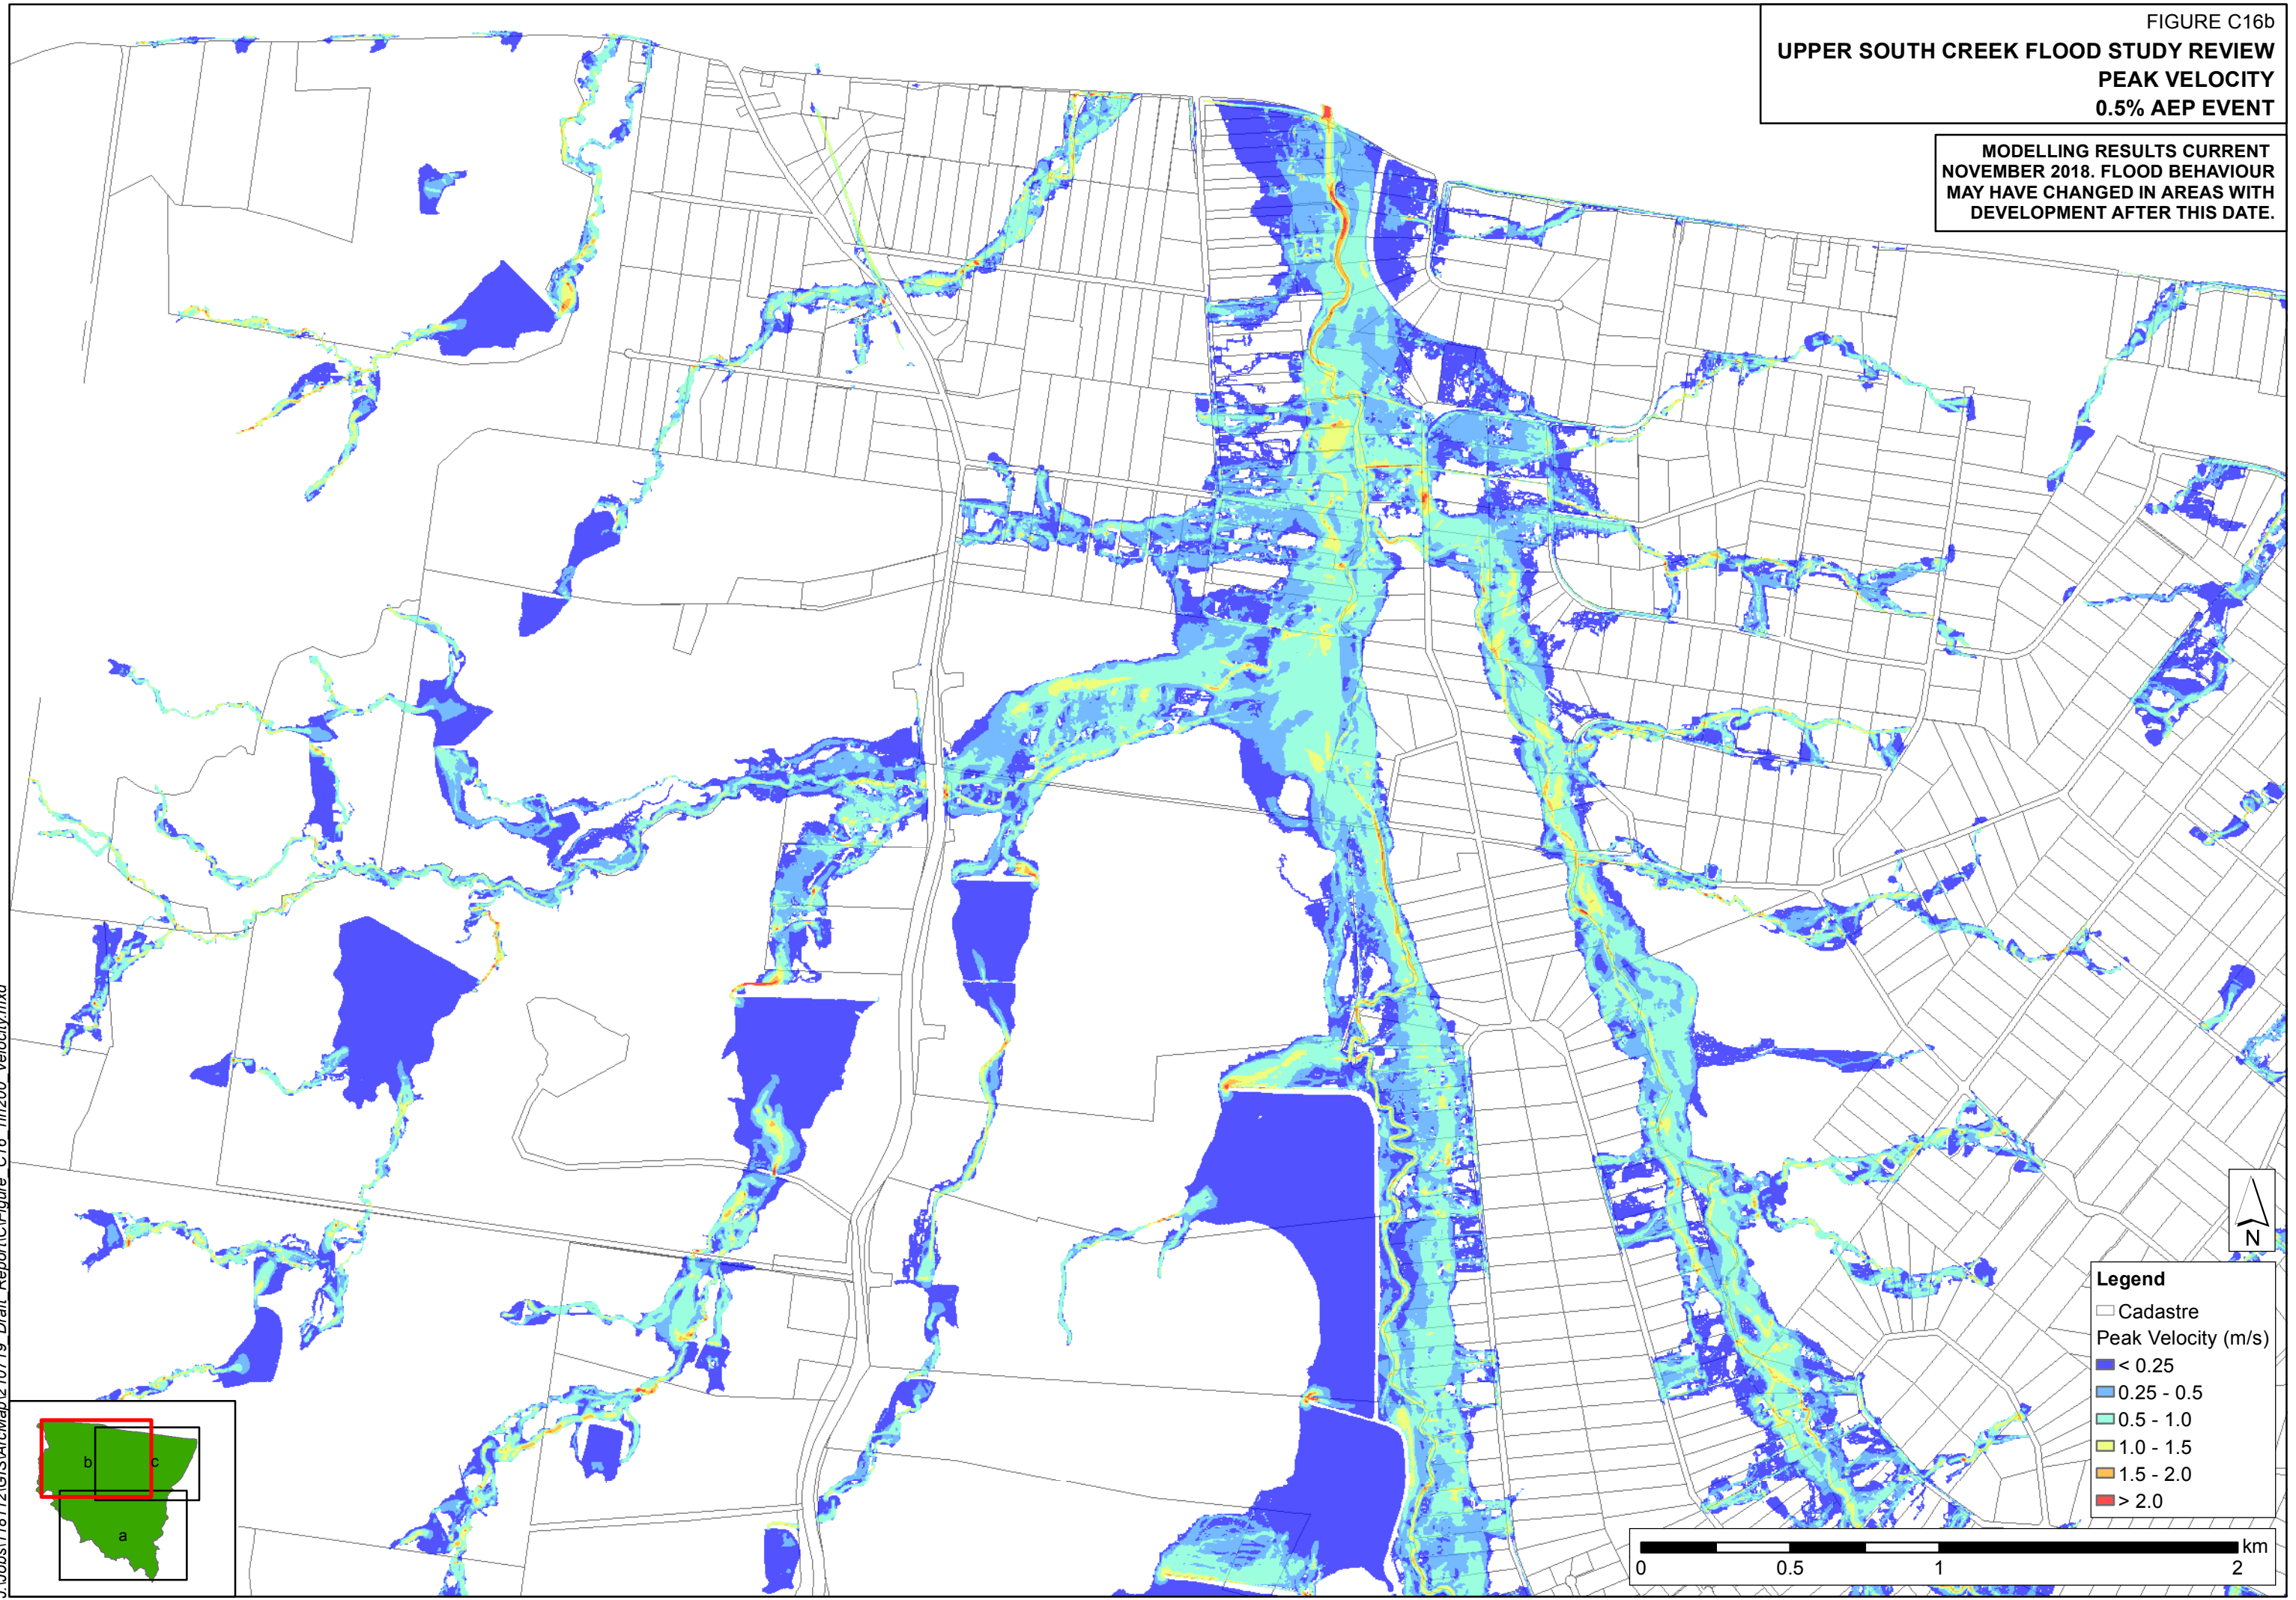 FIGURE C16b
UPPER SOUTH CREEK FLOOD STUDY REVIEW
PEAK VELOCITY
0.5% AEP EVENT
MODELLING RESULTS CURRENT
NOVEMBER 2018. FLOOD BEHAVIOUR
MAY HAVE CHANGED IN AREAS WITH
DEVELOPMENT AFTER THIS DATE.
N
Legend
Cadastre
Peak Velocity (m/s)
< 0.25
0.25 - 0.5
0.5 - 1.0
1.0 - 1.5
1.5 - 2.0
> 2.0
b
c
a
km
0
0.5
1
2